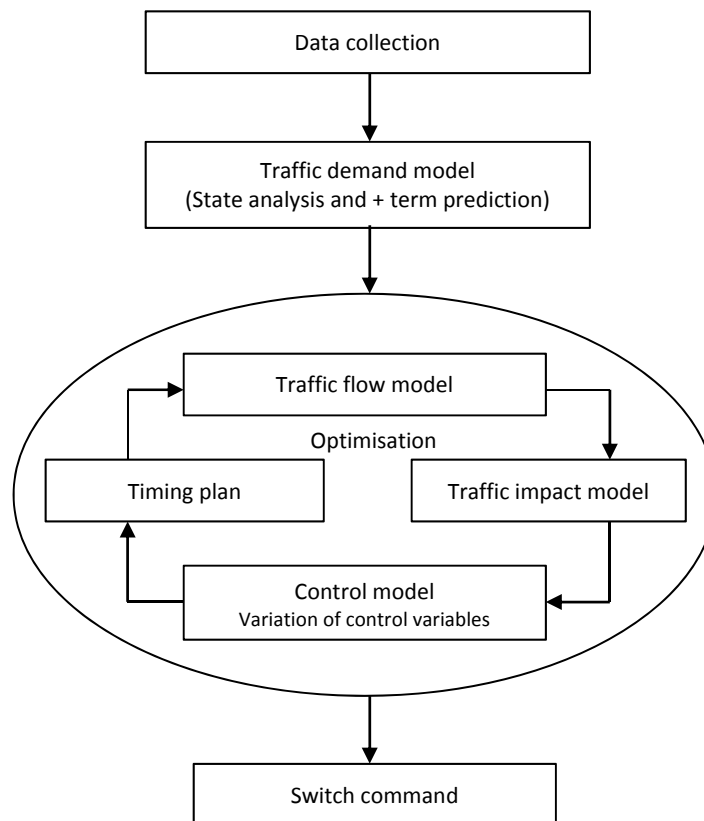 Data collection
Traffic demand model
(State analysis and + term prediction)
Traffic flow model
Optimisation
Timing plan
Traffic impact model
Control model
Variation of control variables
Switch command